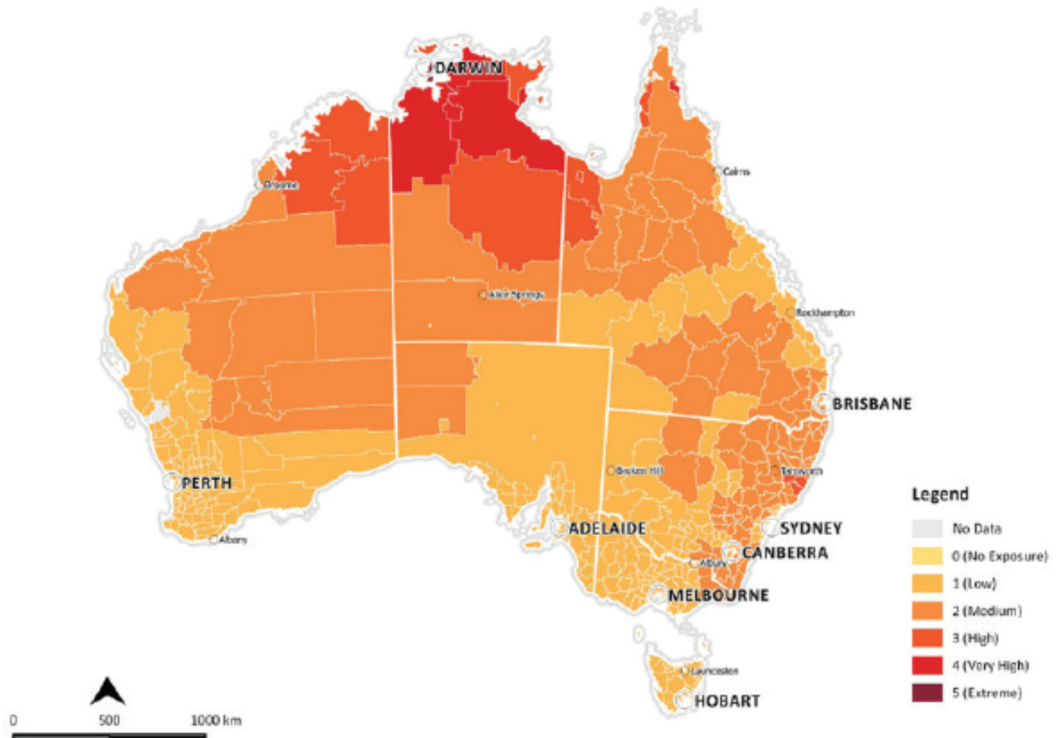 DARWIN
Broome
Cairns
Alice Springs
Rockhampton
BRISBANE
Broken Hill
Tamworth
PERTH
Albany
ADELAIDE
SYDNEY
CANBERRA
Albury
MELBOURNE
Launceston
HOBART
Legend
No Data
0 (No Exposure)
1 (Low)
2 (Medium)
3 (High)
4 (Very High)
5 (Extreme)
0 500 1000 km